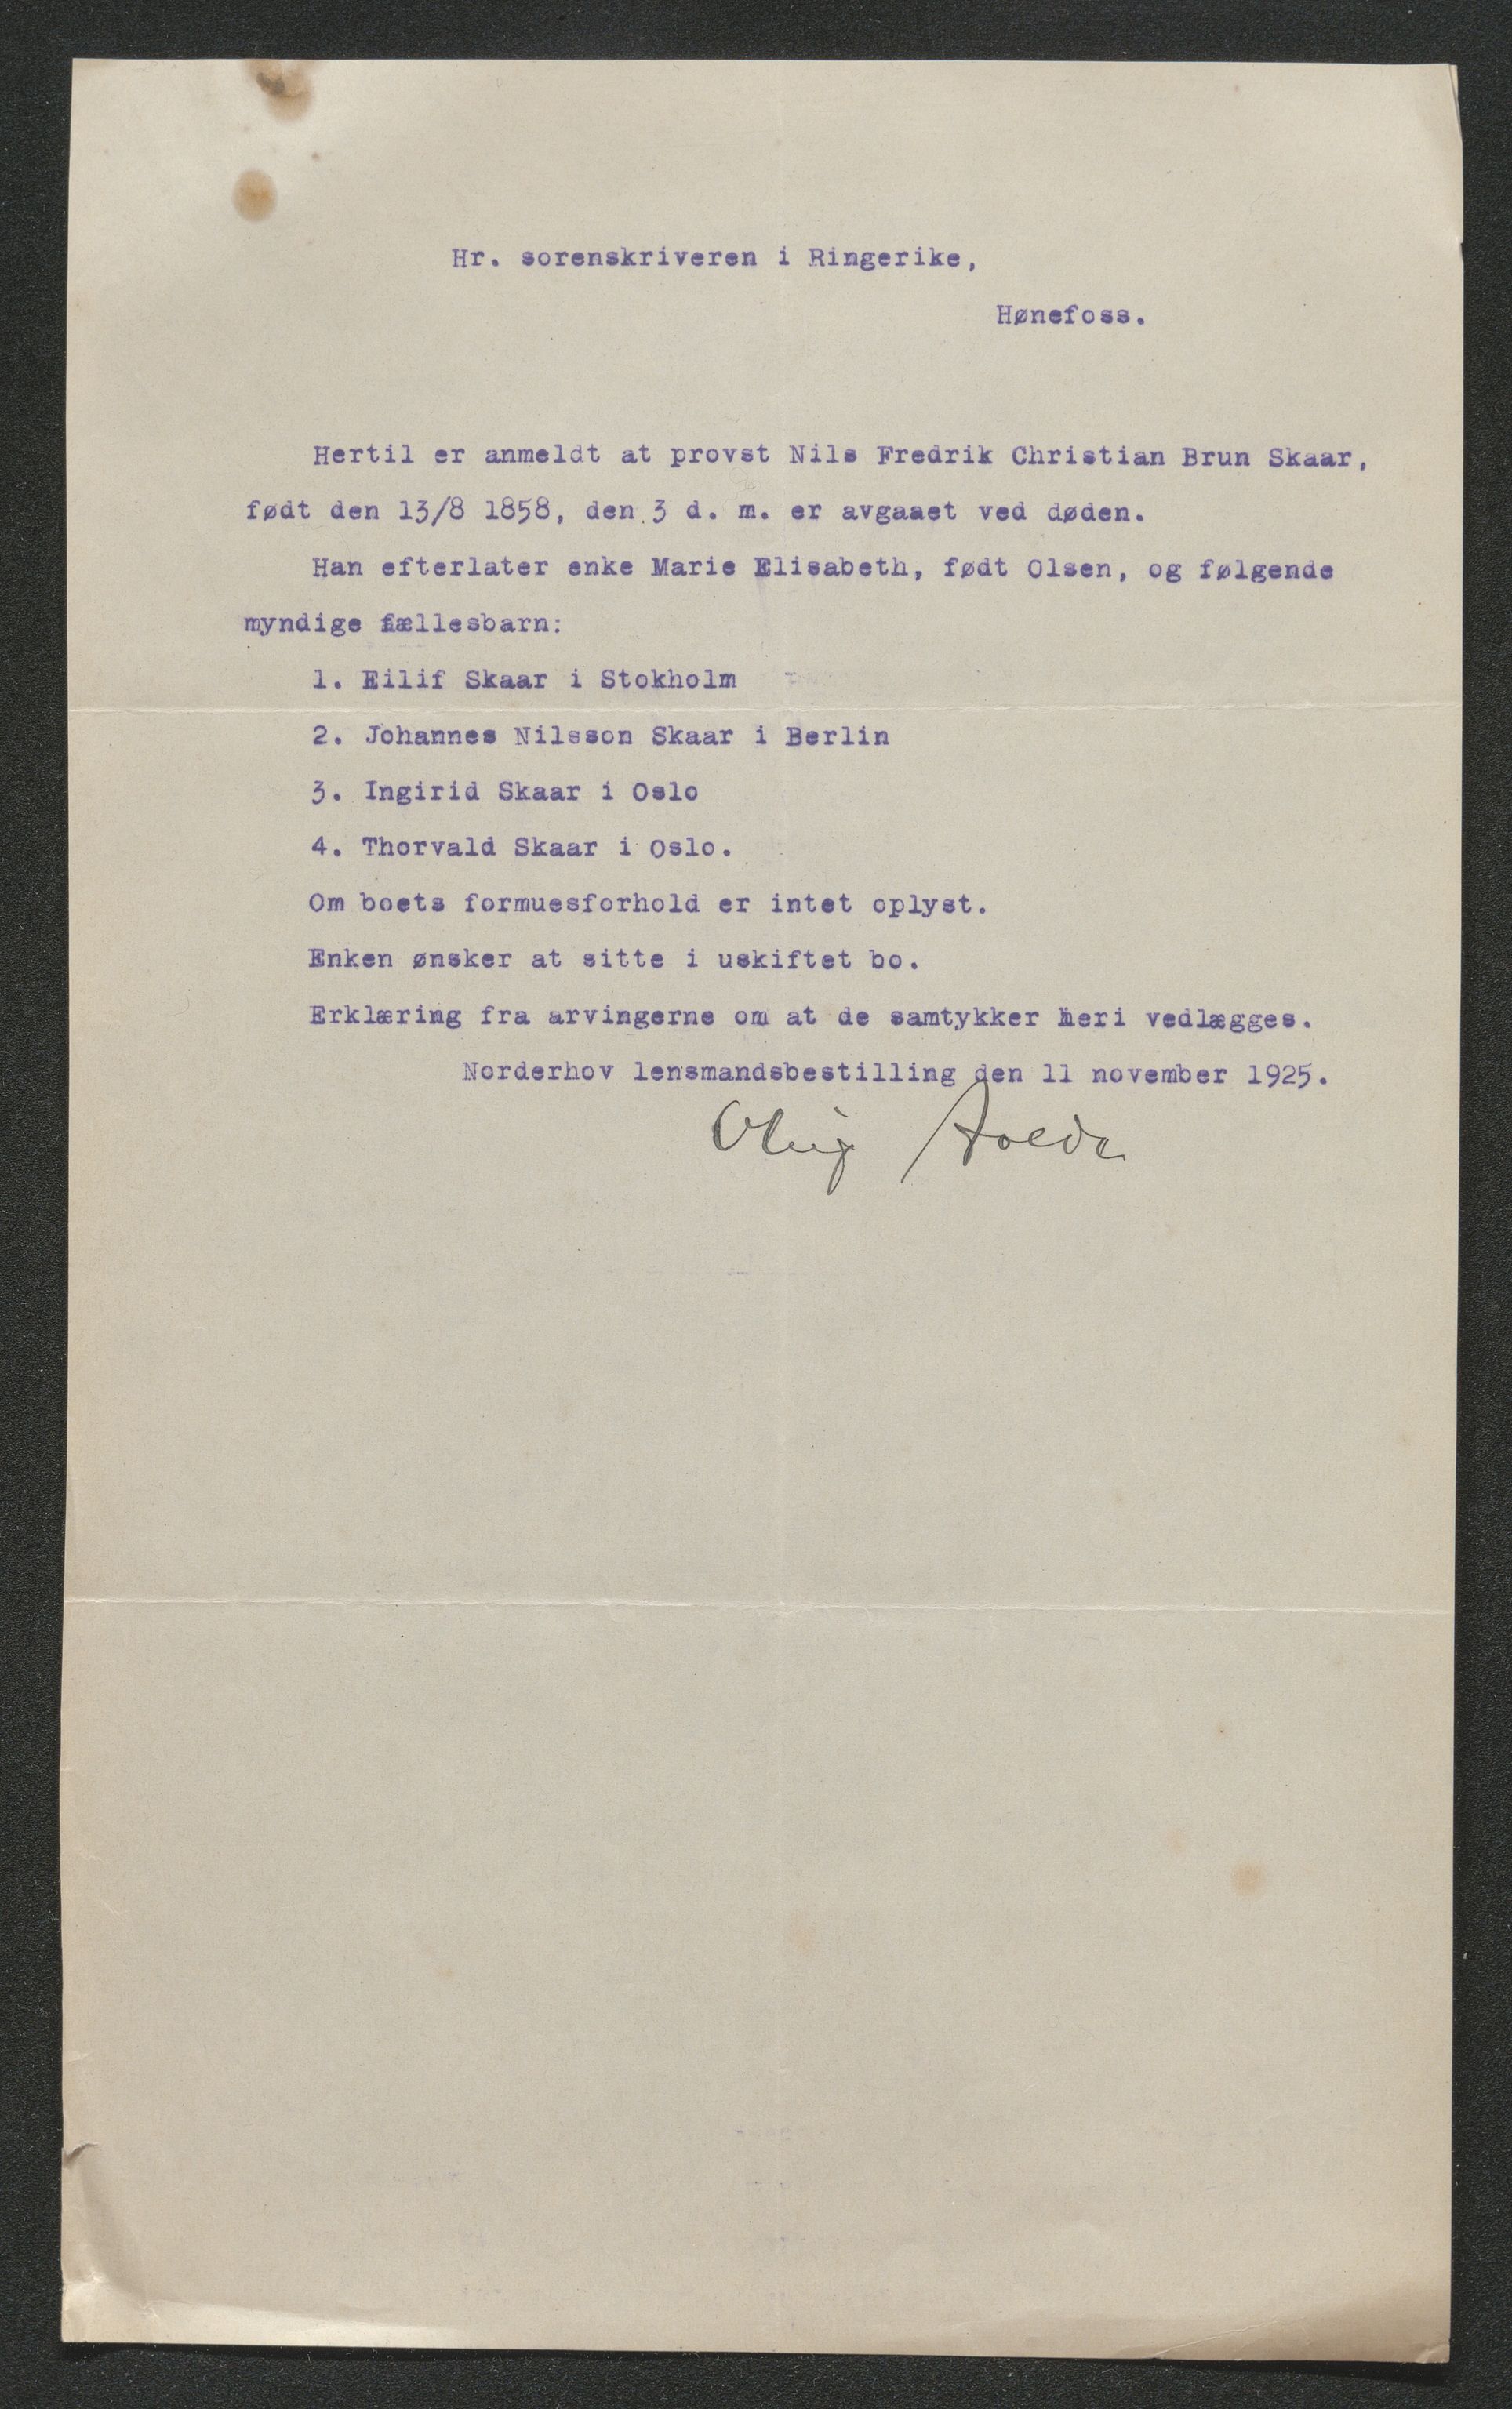 Hr. sorenskriveren i Ringerike,
Hønefoss.
Hertil er anmeldt at provst Nils Fredrik Christian Brun Skaar,
født den 13/8 1858, den 3 d. m. er avgaaet ved døden.
Han efterlater enke Marie Elisabeth, født Olsen, og følgende
myndige fællesbarn:
1. Eilif Skaar i Stokholm
2. Johannes Nilsson Skaar i Berlin
3. Ingirid Skaar i Oslo
4. Thorvald Skaar i Oslo.
Om boets formuesforhold er intet oplyst.
Enken ønsker at sitte i uskiftet bo.
Erklæring fra arvingerne om at de samtykker heri vedlægges.
Norderhov lensmandsbestilling den 11 november 1925.